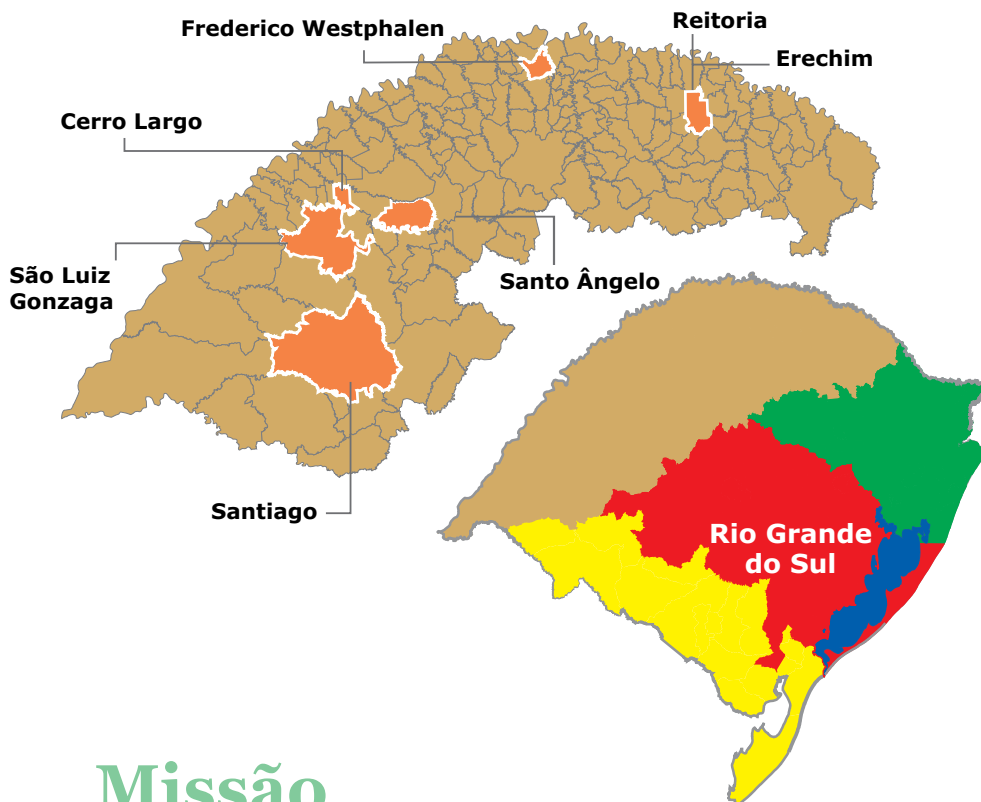 Reitoria
Frederico Westphalen
Erechim
Cerro Largo
São Luiz
Gonzaga
Santo Ângelo
Santiago
Rio Grande
do Sul
Missão